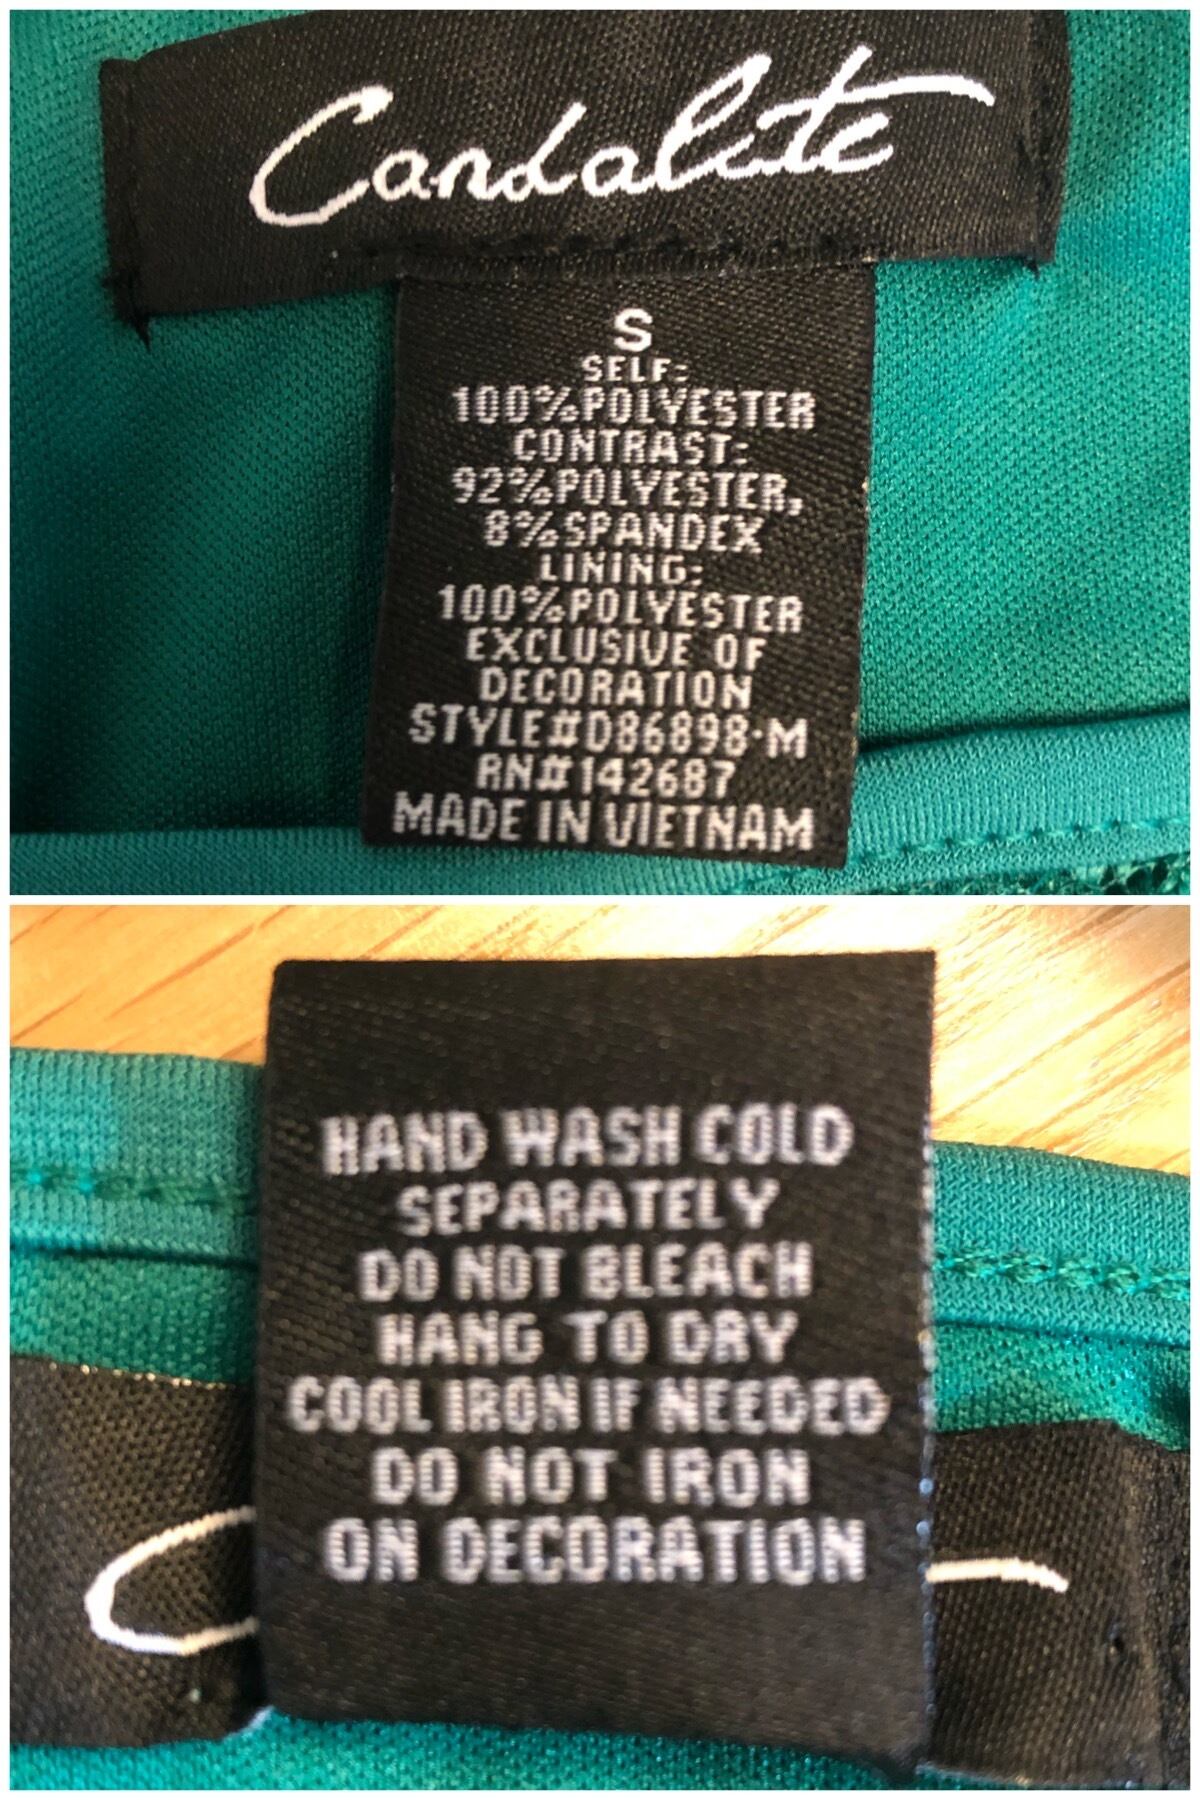 Candalite
S
SELF:
100%POLYESTER
CONTRAST:
92%POLYESTER,
8%SPANDEX
LINING:
100%POLYESTER
EXCLUSIVE OF
DECORATION
STYLE#D86898-M
RN#142687
MADE IN VIETNAM
HAND WASH COLD
SEPARATELY
DO NOT BLEACH
HANG TO DRY
COOL IRON IF NEEDED
DO NOT IRON
ON DECORATION